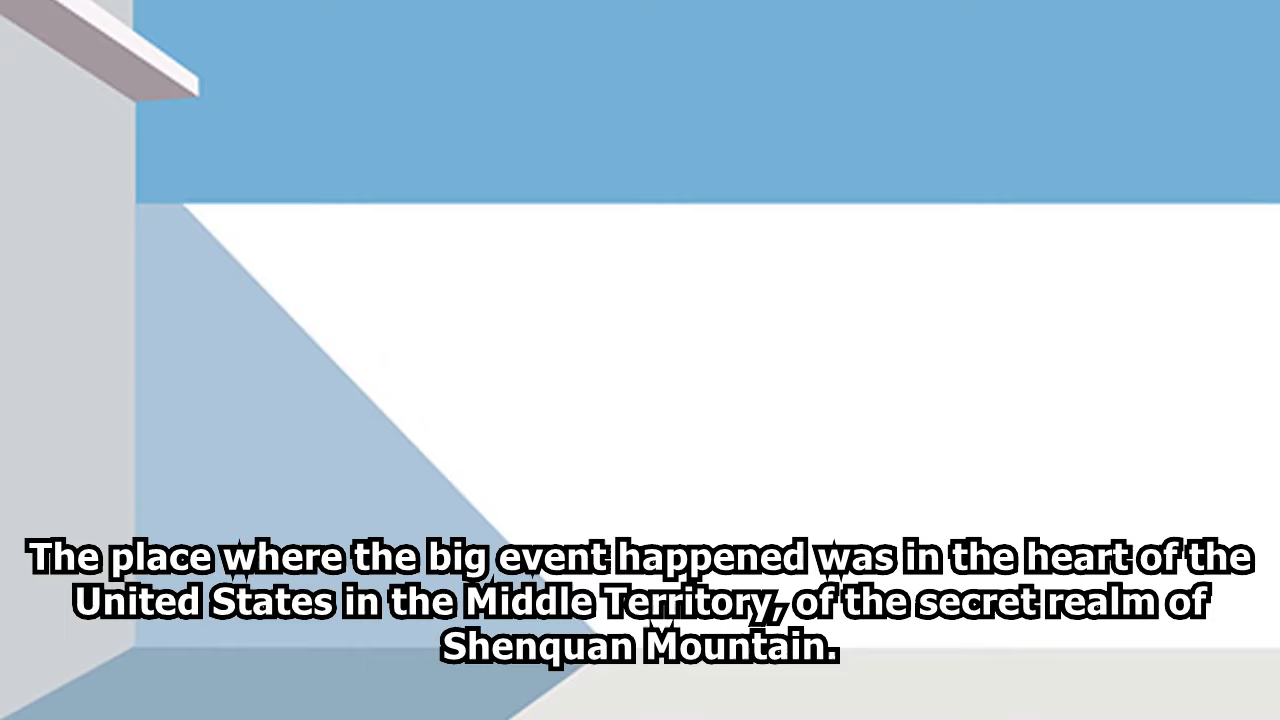 The place where the big event happened was in the heart of the
United States in the Middle Territory, of the secret realm of
Shenquan Mountain.